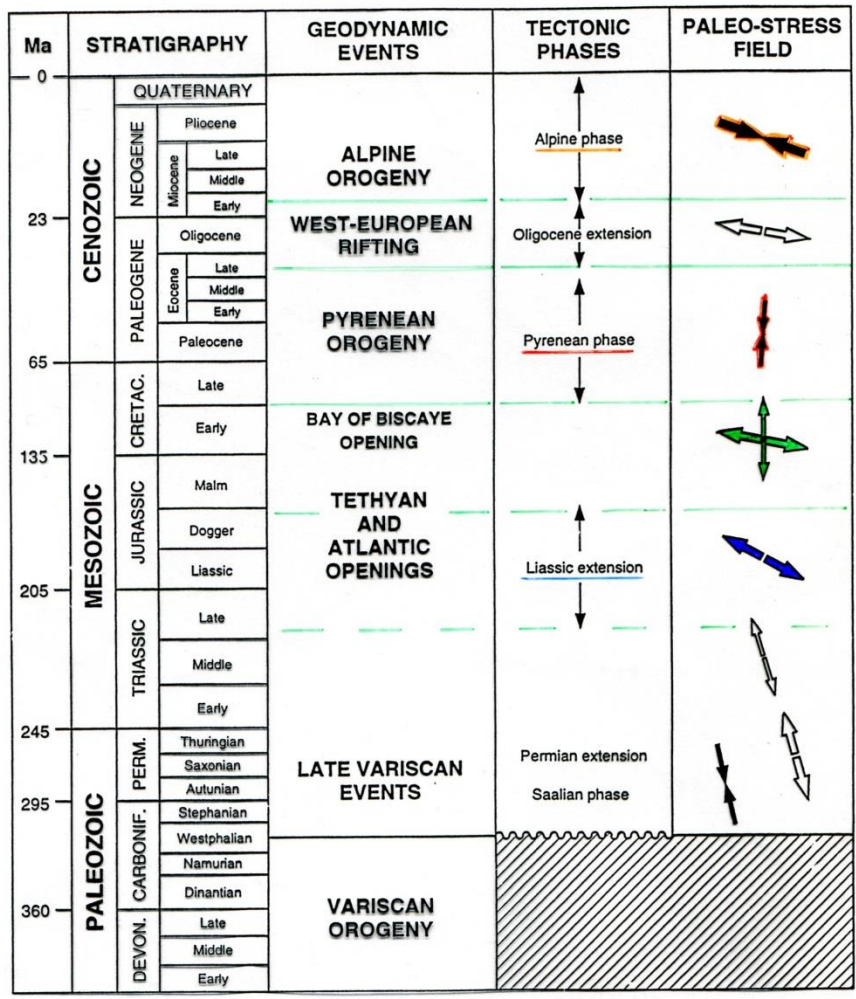 Ma
STRATIGRAPHY
GEODYNAMIC
EVENTS
TECTONIC
PHASES
PALEO-STRESS
FIELD
0
23
65
135
205
245
295
360
CENOZOIC
MESOZOIC
PALEOZOIC
QUATERNARY
NEOGENE
Pliocene
Miocene
Late
Middle
Early
PALEOGENE
Oligocene
Eocene
Late
Middle
Early
Paleocene
CRETAC.
Late
Early
JURASSIC
Malm
Dogger
Liassic
TRIASSIC
Late
Middle
Early
PERM.
Thuringian
Saxonian
Autunian
CARBONIF.
Stephanian
Westphalian
Namurian
Dinantian
DEVON.
Late
Middle
Early
ALPINE
OROGENY
WEST-EUROPEAN
RIFTING
PYRENEAN
OROGENY
BAY OF BISCAYE
OPENING
TETHYAN
AND
ATLANTIC
OPENINGS
LATE VARISCAN
EVENTS
VARISCAN
OROGENY
Alpine phase
Oligocene extension
Pyrenean phase
Liassic extension
Permian extension
Saalian phase